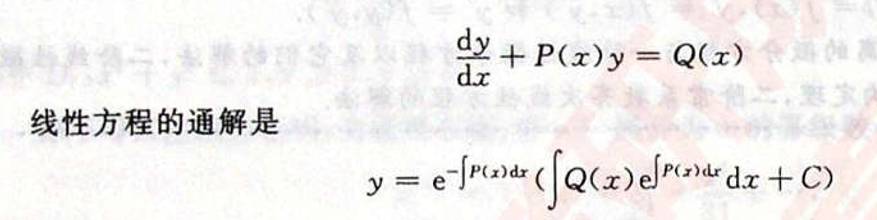 dy/dx + P(x)y = Q(x)
线性方程的通解是
y = e^{-∫P(x)dx} (∫Q(x)e^{∫P(x)dx} dx + C)